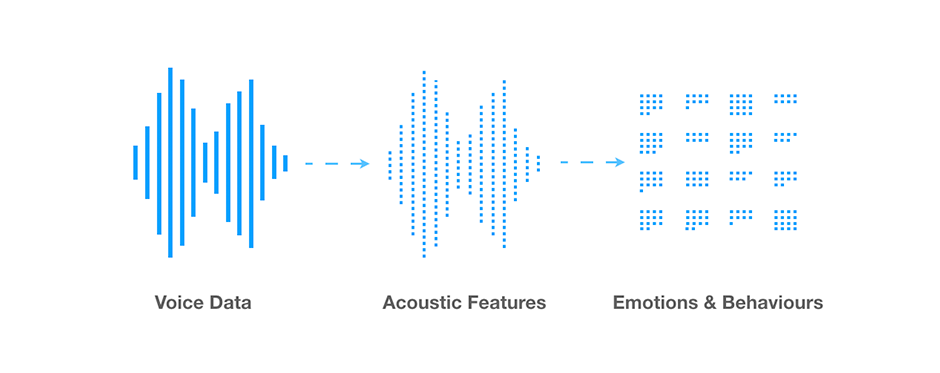 Voice Data
Acoustic Features
Emotions & Behaviours